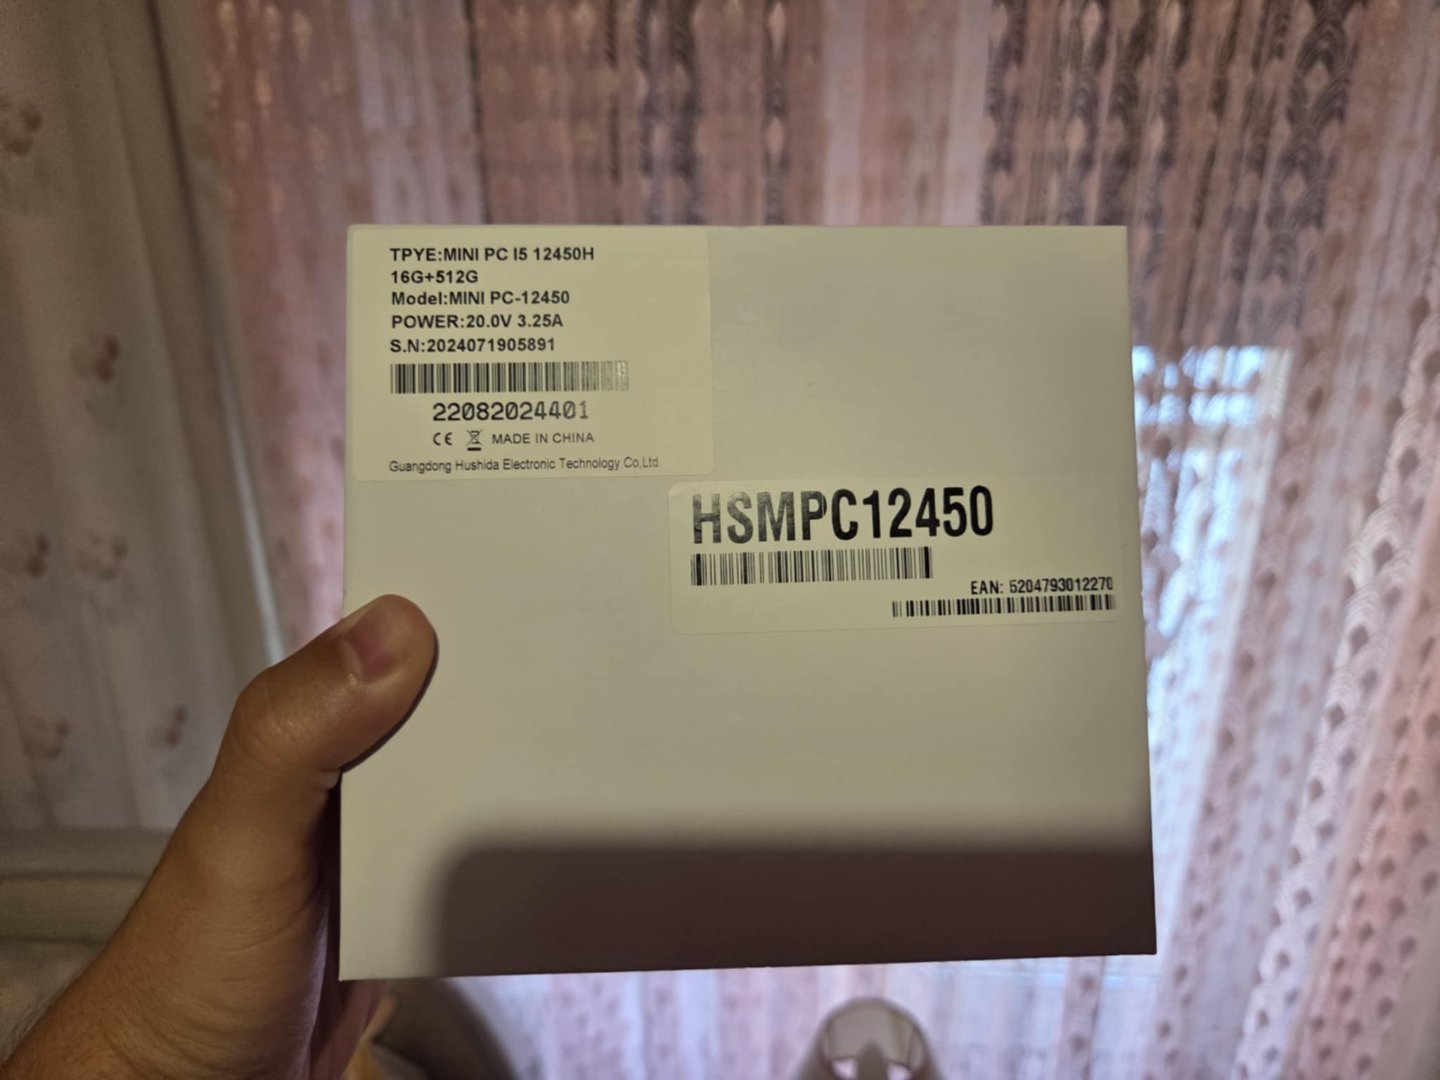 TPYE:MINI PC I5 12450H
16G+512G
Model:MINI PC-12450
POWER:20.0V 3.25A
S.N:2024071905891
22082024401
CE MADE IN CHINA
Guangdong Hushida Electronic Technology Co,Ltd
HSMPC12450
EAN: 5204793012270